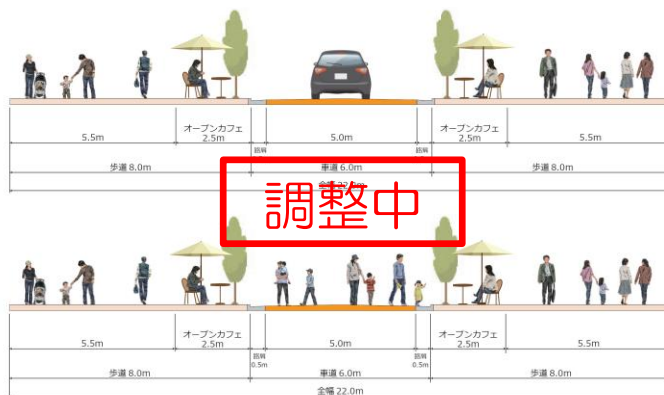 オープンカフェ
オープンカフェ
5.5m 2.5m 5.0m 2.5m 5.5m
路肩
路肩
歩道 8.0m 車道 6.0m 歩道 8.0m
調整中
オープンカフェ
オープンカフェ
5.5m 2.5m 5.0m 2.5m 5.5m
路肩 0.5m
路肩 0.5m
歩道 8.0m 車道 6.0m 歩道 8.0m
全幅 22.0m